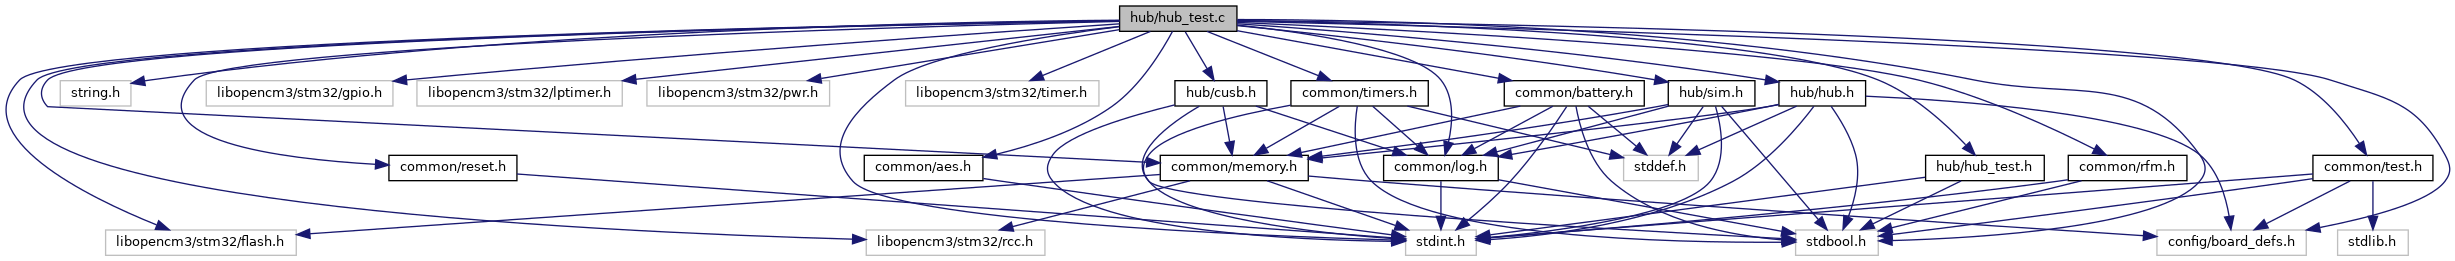 hub/hub_test.c
string.h
libopencm3/stm32/gpio.h
libopencm3/stm32/lptimer.h
libopencm3/stm32/pwr.h
libopencm3/stm32/timer.h
hub/cusb.h
common/timers.h
common/battery.h
hub/sim.h
hub/hub.h
common/reset.h
common/aes.h
common/memory.h
common/log.h
stddef.h
hub/hub_test.h
common/rfm.h
common/test.h
libopencm3/stm32/flash.h
libopencm3/stm32/rcc.h
stdint.h
stdbool.h
config/board_defs.h
stdlib.h